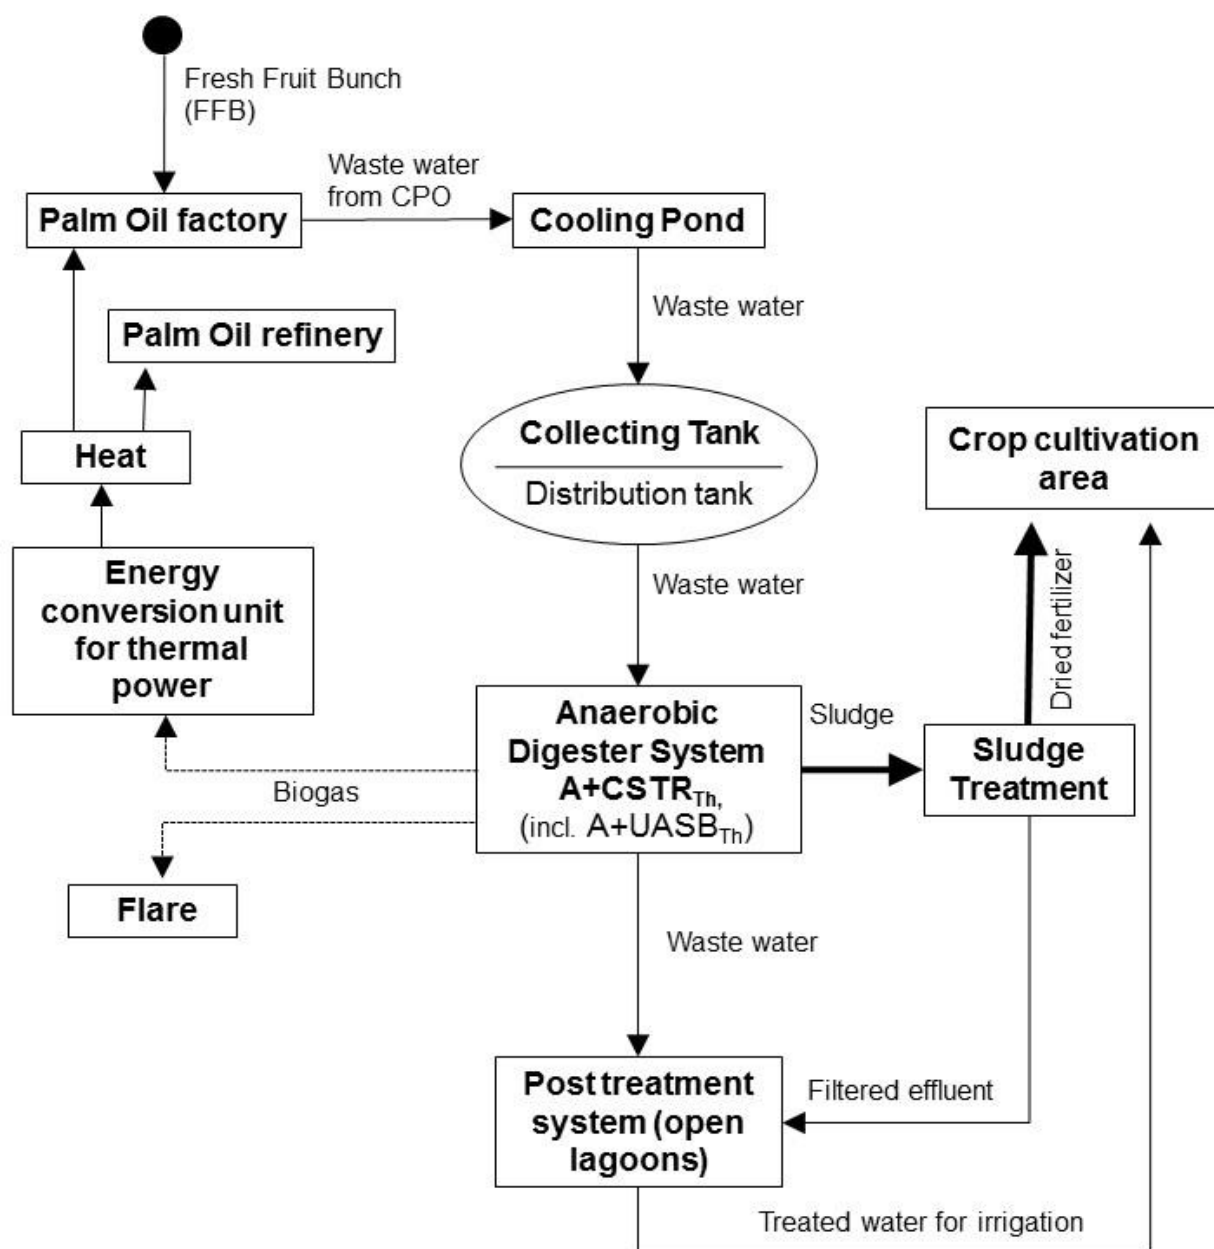 Fresh Fruit Bunch
(FFB)
Waste water
from CPO
Palm Oil factory
Cooling Pond
Waste water
Palm Oil refinery
Collecting Tank
Distribution tank
Crop cultivation
area
Heat
Waste water
Energy
conversion unit
for thermal
power
Dried fertilizer
Anaerobic
Digester System
A+CSTRTh,
(incl. A+UASBTh)
Sludge
Sludge
Treatment
Biogas
Flare
Waste water
Post treatment
system (open
lagoons)
Filtered effluent
Treated water for irrigation